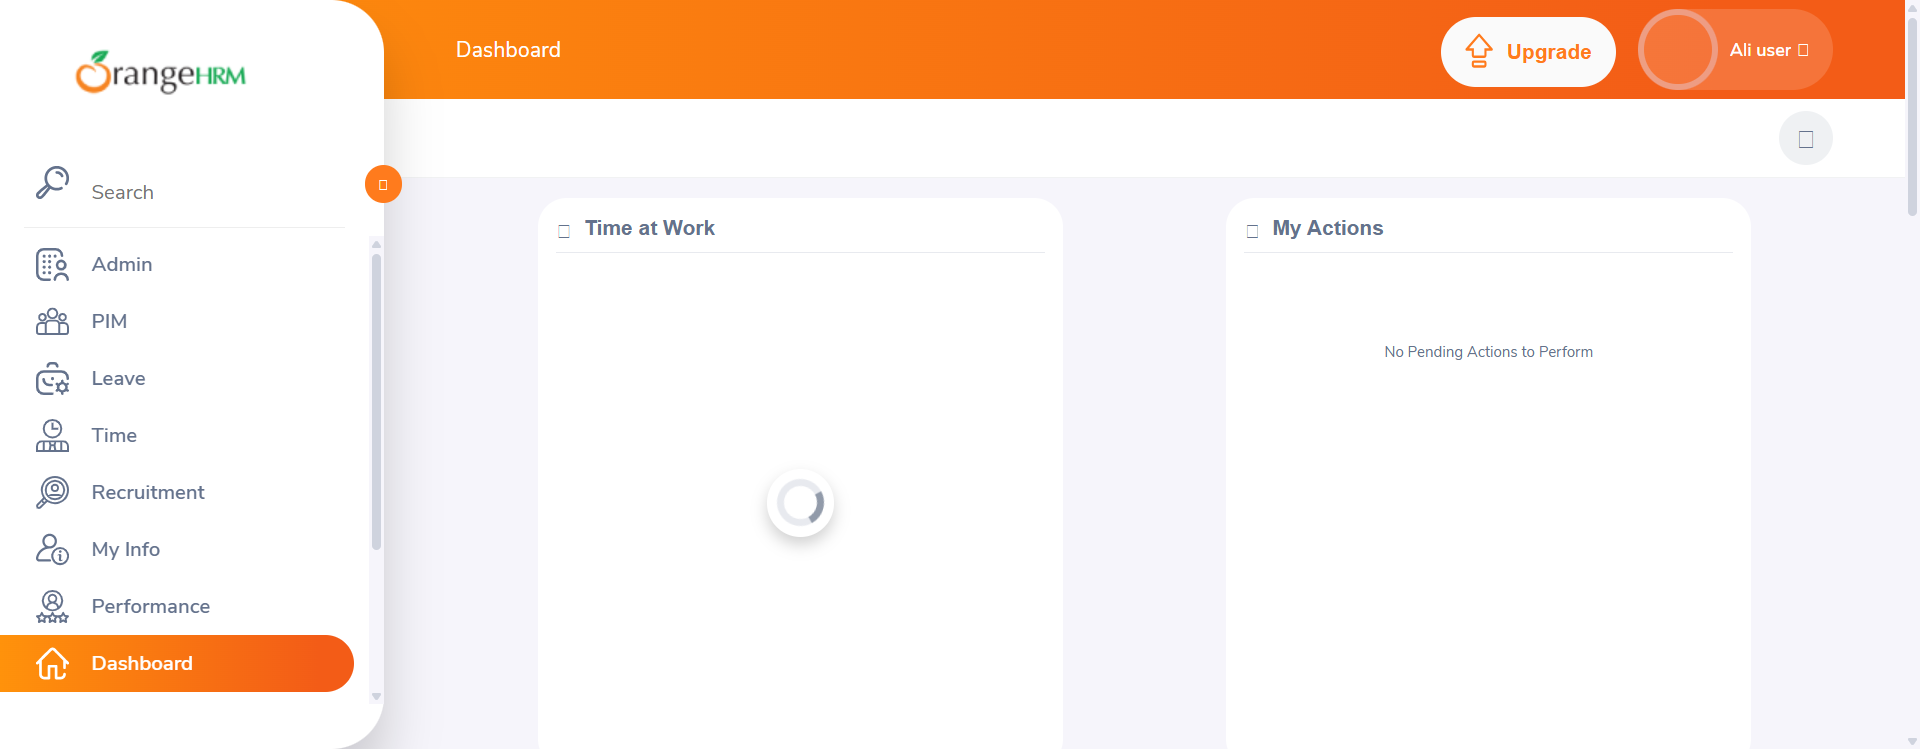 OrangeHRM
Search
Admin
PIM
Leave
Time
Recruitment
My Info
Performance
Dashboard
Dashboard
Upgrade
Ali user
Time at Work
My Actions
No Pending Actions to Perform